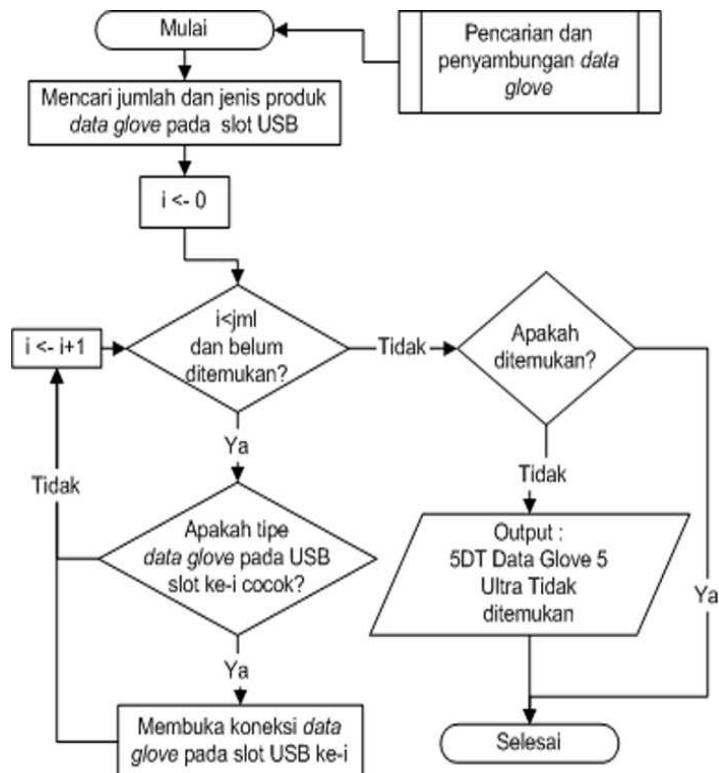 Mulai
Pencarian dan
penyambungan data
glove
Mencari jumlah dan jenis produk
data glove pada slot USB
i <- 0
i<jml
dan belum
ditemukan?
i <- i+1
Tidak
Apakah
ditemukan?
Ya
Tidak
Tidak
Apakah tipe
data glove pada USB
slot ke-i cocok?
Output :
5DT Data Glove 5
Ultra Tidak
ditemukan
Ya
Ya
Membuka koneksi data
glove pada slot USB ke-i
Selesai